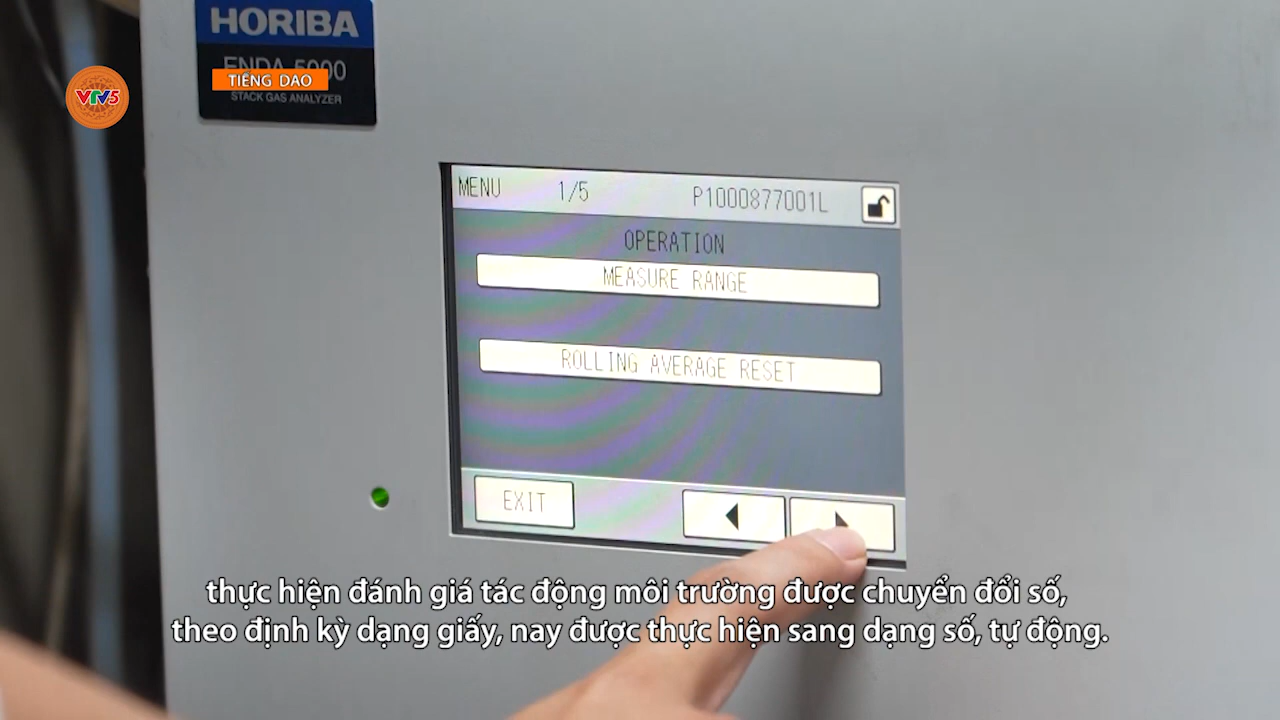 HORIBA
ENDA-5000
TIẾNG DAO
STACK GAS ANALYZER
VTV5
MENU 1/5 P1000877001L
OPERATION
MEASURE RANGE
ROLLING AVERAGE RESET
EXIT
thực hiện đánh giá tác động môi trường được chuyển đổi số,
theo định kỳ dạng giấy, nay được thực hiện sang dạng số, tự động.